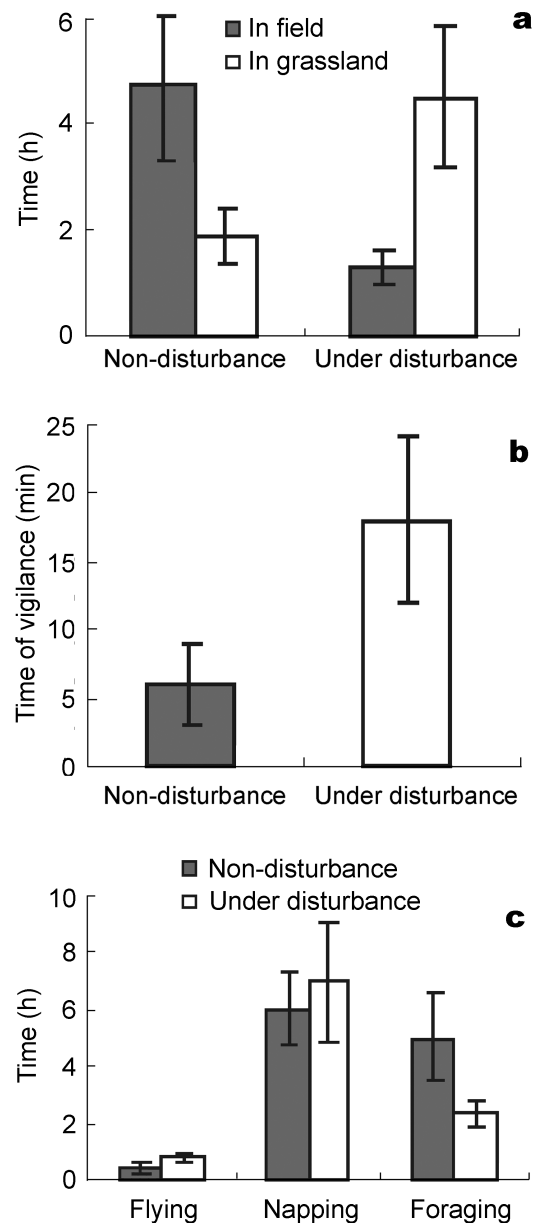 a
In field
In grassland
6
4
2
0
Time (h)
Non-disturbance Under disturbance
b
25
20
15
10
5
0
Time of vigilance (min)
Non-disturbance Under disturbance
c
Non-disturbance
Under disturbance
10
8
6
4
2
0
Time (h)
Flying Napping Foraging